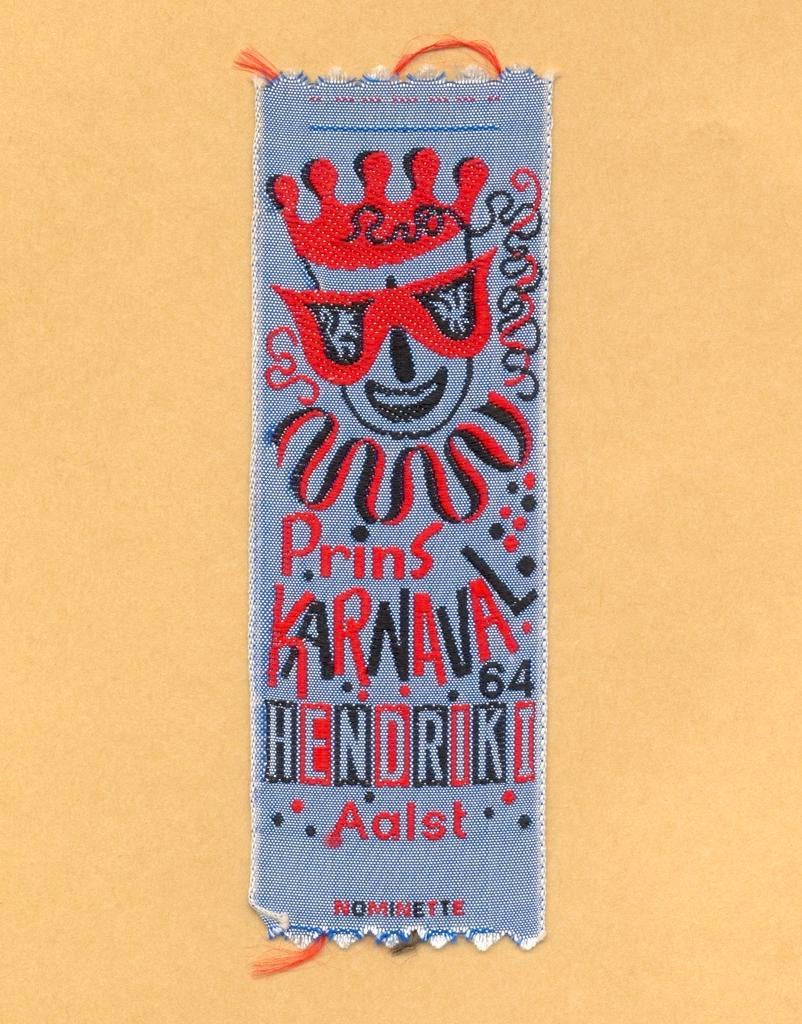 Prins
KARNAVAL
64
HENDRIK I
Aalst
NOMINETTE